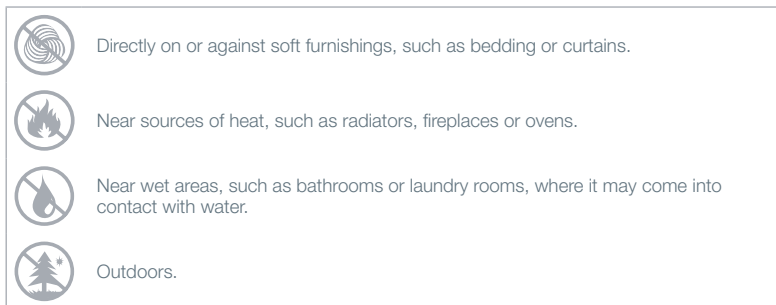 Directly on or against soft furnishings, such as bedding or curtains.
Near sources of heat, such as radiators, fireplaces or ovens.
Near wet areas, such as bathrooms or laundry rooms, where it may come into
contact with water.
Outdoors.